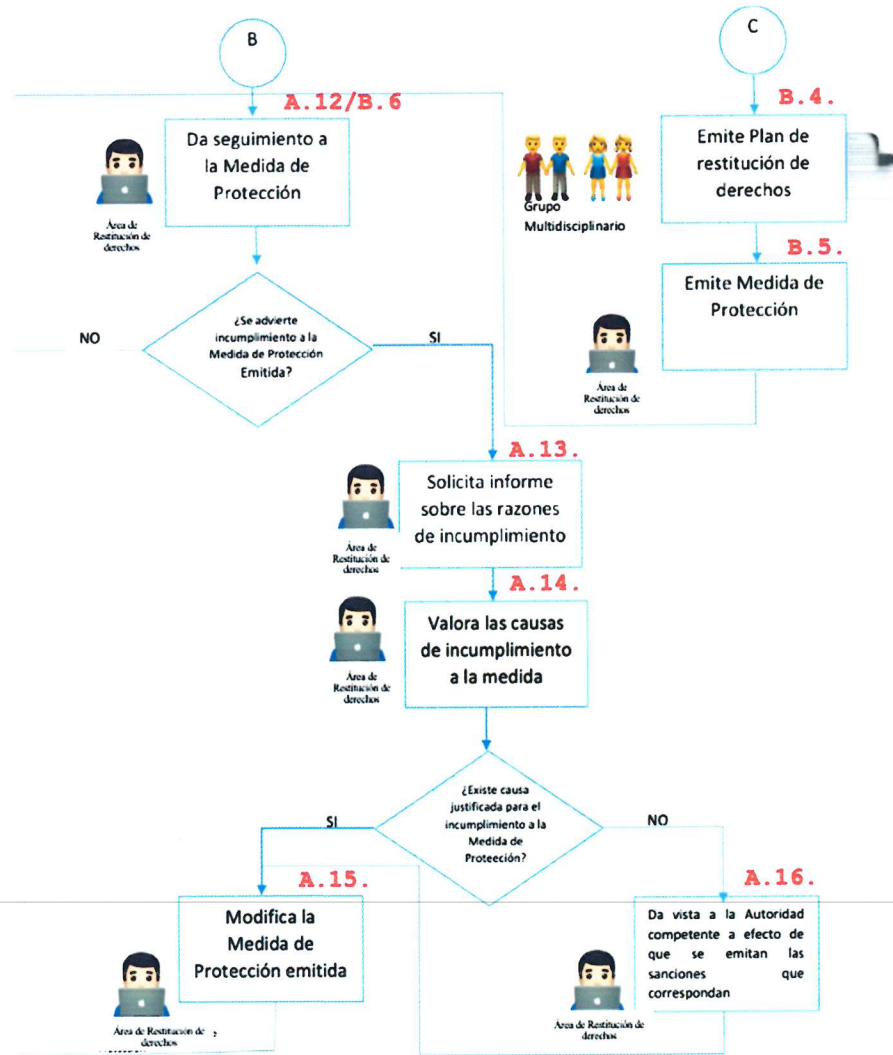 B
C
A.12/B.6
B.4.
Da seguimiento a
la Medida de
Protección
Área de
Restitución de
derechos
Emite Plan de
restitución de
derechos
Grupo
Multidisciplinario
B.5.
Emite Medida de
Protección
Área de
Restitución de
derechos
¿Se advierte
incumplimiento a la
Medida de Protección
Emitida?
NO
SI
A.13.
Solicita informe
sobre las razones
de incumplimiento
Área de
Restitución de
derechos
A.14.
Valora las causas
de incumplimiento
a la medida
Área de
Restitución de
derechos
¿Existe causa
justificada para el
incumplimiento a la
Medida de
Protección?
SI
NO
A.15.
Modifica la
Medida de
Protección emitida
Área de Restitución de
derechos
A.16.
Da vista a la Autoridad
competente a efecto de
que se emitan las
sanciones que
correspondan
Área de Restitución de
derechos